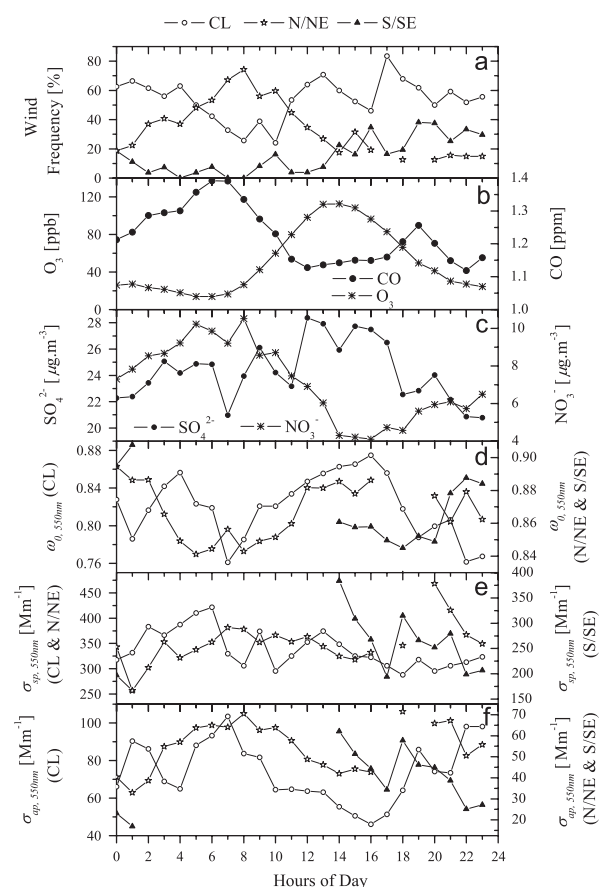 CL N/NE S/SE
a
Wind
Frequency [%]
80
60
40
20
0
b
O3 [ppb]
120
80
40
0
CO [ppm]
1.4
1.3
1.2
1.1
1.0
CO
O3
c
SO4 2- [μg.m-3]
28
26
24
22
20
NO3 - [μg.m-3]
10
8
6
4
SO4 2- NO3 -
d
ω0, 550nm (CL)
0.88
0.84
0.80
0.76
ω0, 550nm
(N/NE & S/SE)
0.90
0.88
0.86
0.84
e
σsp, 550nm [Mm-1]
(CL & N/NE)
450
400
350
300
250
σsp, 550nm [Mm-1]
(S/SE)
400
350
300
250
200
150
f
σap, 550nm [Mm-1]
(CL)
100
80
60
40
σap, 550nm [Mm-1]
(N/NE & S/SE)
70
60
50
40
30
20
0 2 4 6 8 10 12 14 16 18 20 22 24
Hours of Day